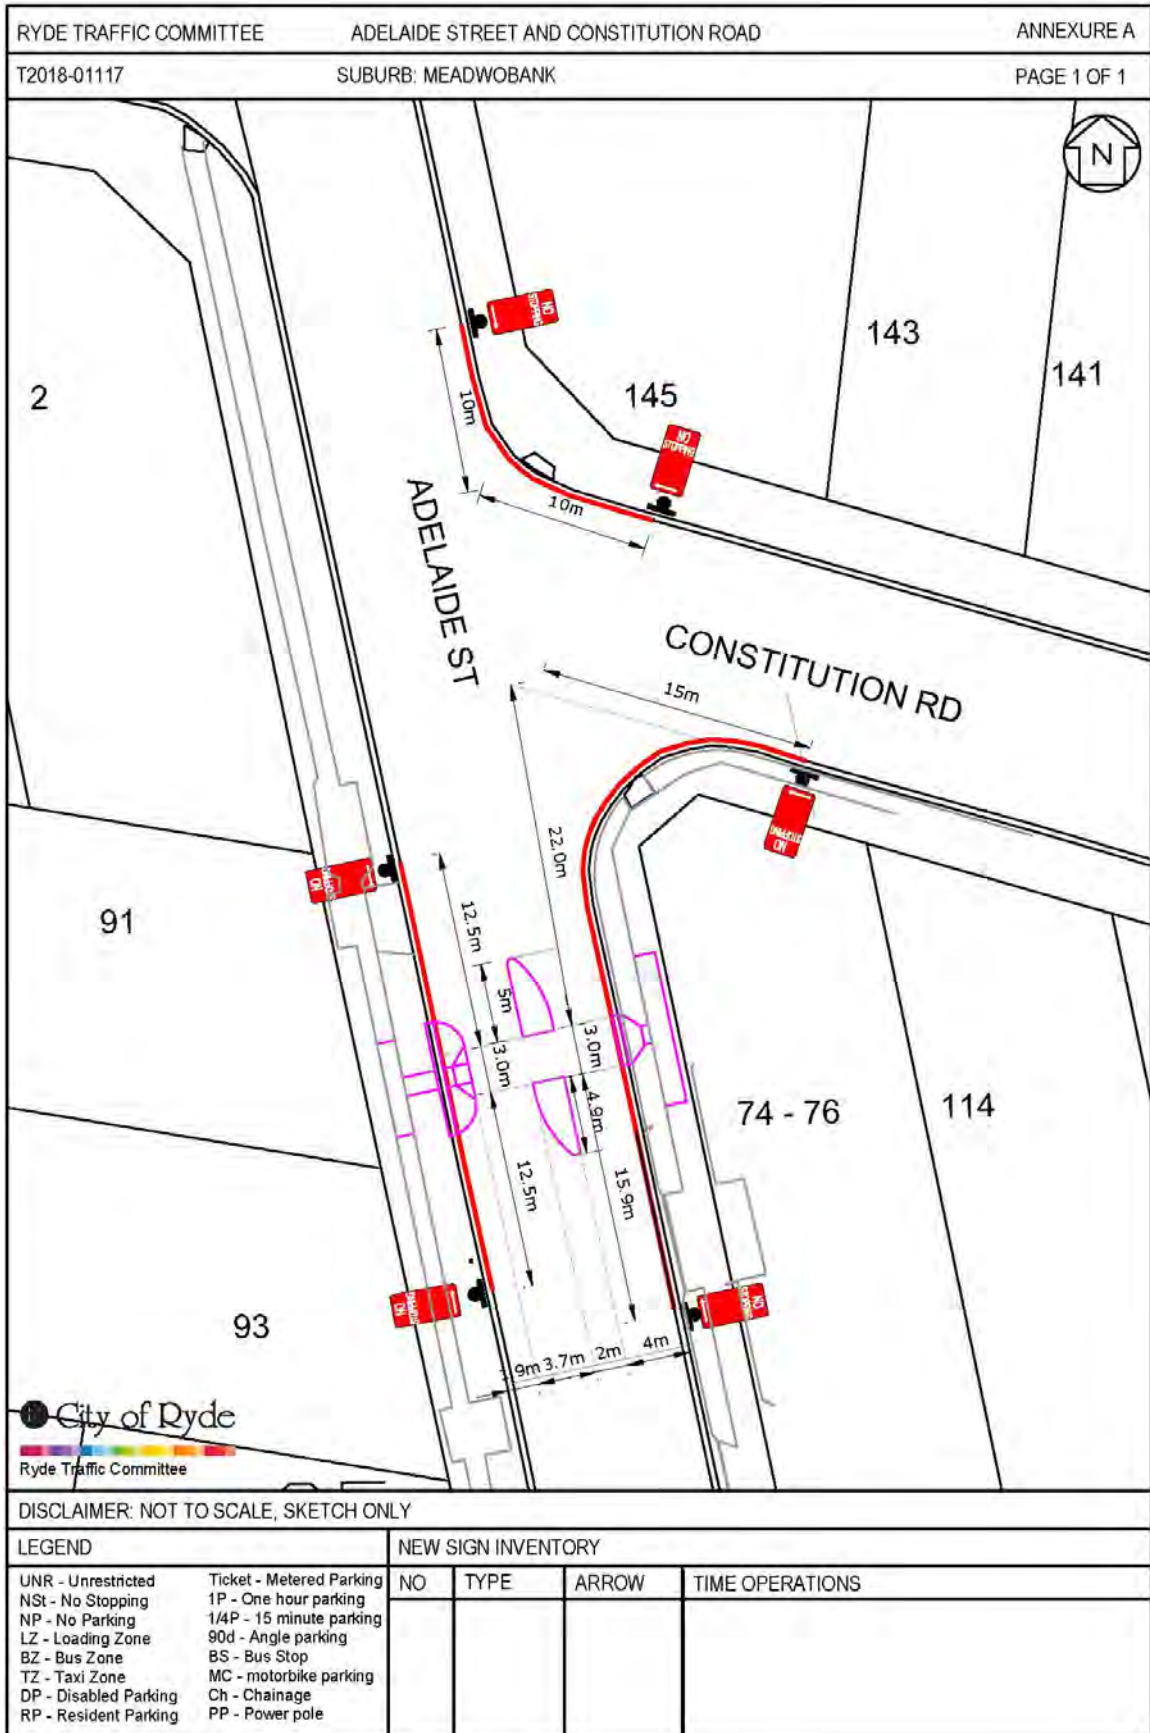 RYDE TRAFFIC COMMITTEE ADELAIDE STREET AND CONSTITUTION ROAD ANNEXURE A
T2018-01117 SUBURB: MEADWOBANK PAGE 1 OF 1
N
NO
STOPPING
143
141
2
145
10m
NO
STOPPING
10m
ADELAIDE ST
CONSTITUTION RD
15m
22.0m
NO
STOPPING
NO
91
12.5m
5m
3.0m
3.0m
4.9m
74 - 76
114
12.5m
15.9m
NO
NO
93
9m 3.7m 2m 4m
City of Ryde
Ryde Traffic Committee
DISCLAIMER: NOT TO SCALE, SKETCH ONLY
LEGEND NEW SIGN INVENTORY
NO TYPE ARROW TIME OPERATIONS
UNR - Unrestricted Ticket - Metered Parking
NSt - No Stopping 1P - One hour parking
NP - No Parking 1/4P - 15 minute parking
LZ - Loading Zone 90d - Angle parking
BZ - Bus Zone BS - Bus Stop
TZ - Taxi Zone MC - motorbike parking
DP - Disabled Parking Ch - Chainage
RP - Resident Parking PP - Power pole